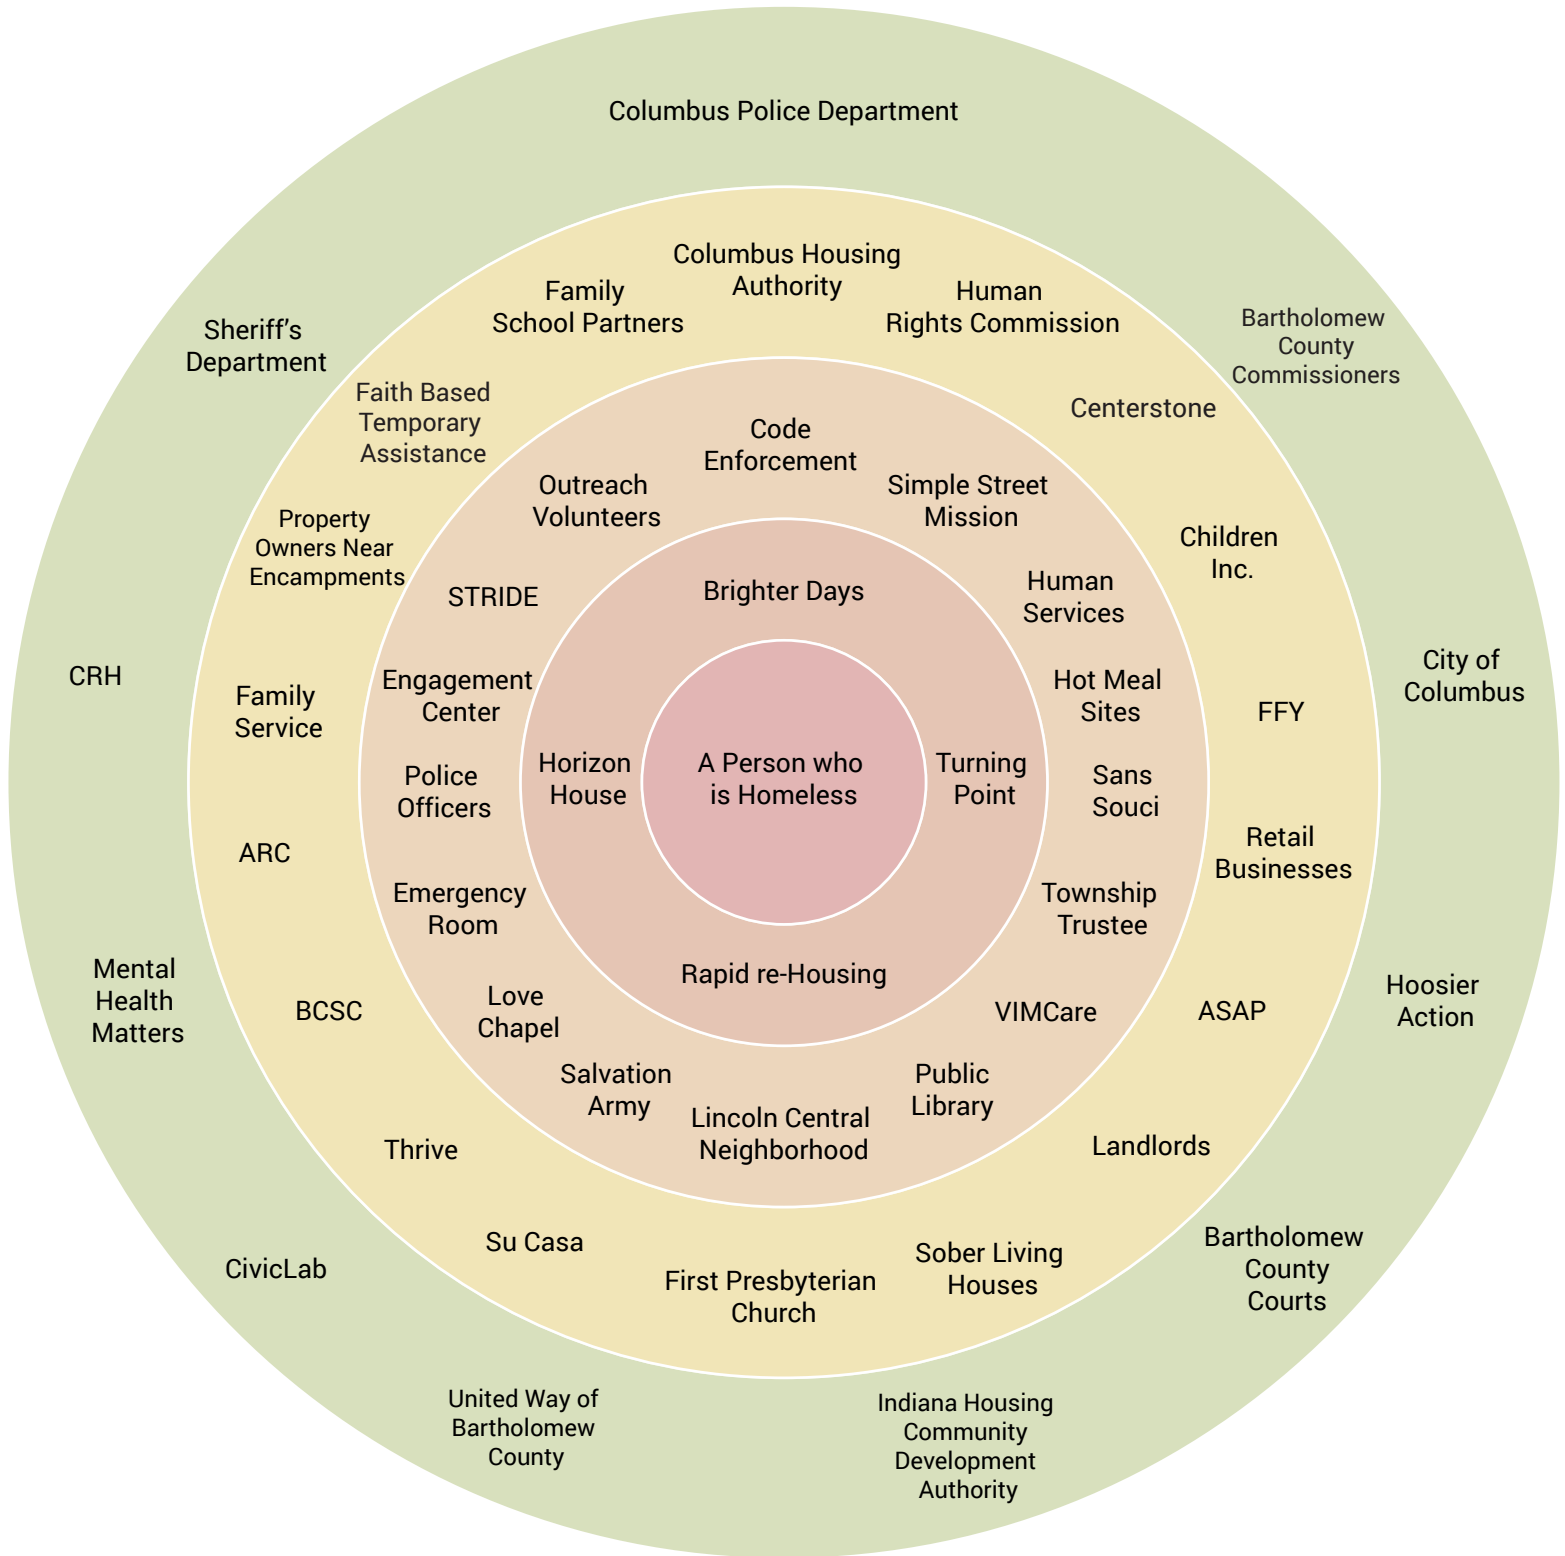 Columbus Police Department
Columbus Housing
Authority
Family
School Partners
Human
Rights Commission
Sheriff’s
Department
Bartholomew
County
Commissioners
Faith Based
Temporary
Assistance
Centerstone
Code
Enforcement
Outreach
Volunteers
Simple Street
Mission
Property
Owners Near
Encampments
Children
Inc.
STRIDE
Brighter Days
Human
Services
CRH
Family
Service
Engagement
Center
Hot Meal
Sites
FFY
City of
Columbus
Police
Officers
Horizon
House
A Person who
is Homeless
Turning
Point
Sans
Souci
ARC
Retail
Businesses
Emergency
Room
Township
Trustee
Mental
Health
Matters
BCSC
Love
Chapel
Rapid re-Housing
VIMCare
ASAP
Hoosier
Action
Salvation
Army
Lincoln Central
Neighborhood
Public
Library
Thrive
Landlords
CivicLab
Su Casa
First Presbyterian
Church
Sober Living
Houses
Bartholomew
County
Courts
United Way of
Bartholomew
County
Indiana Housing
Community
Development
Authority